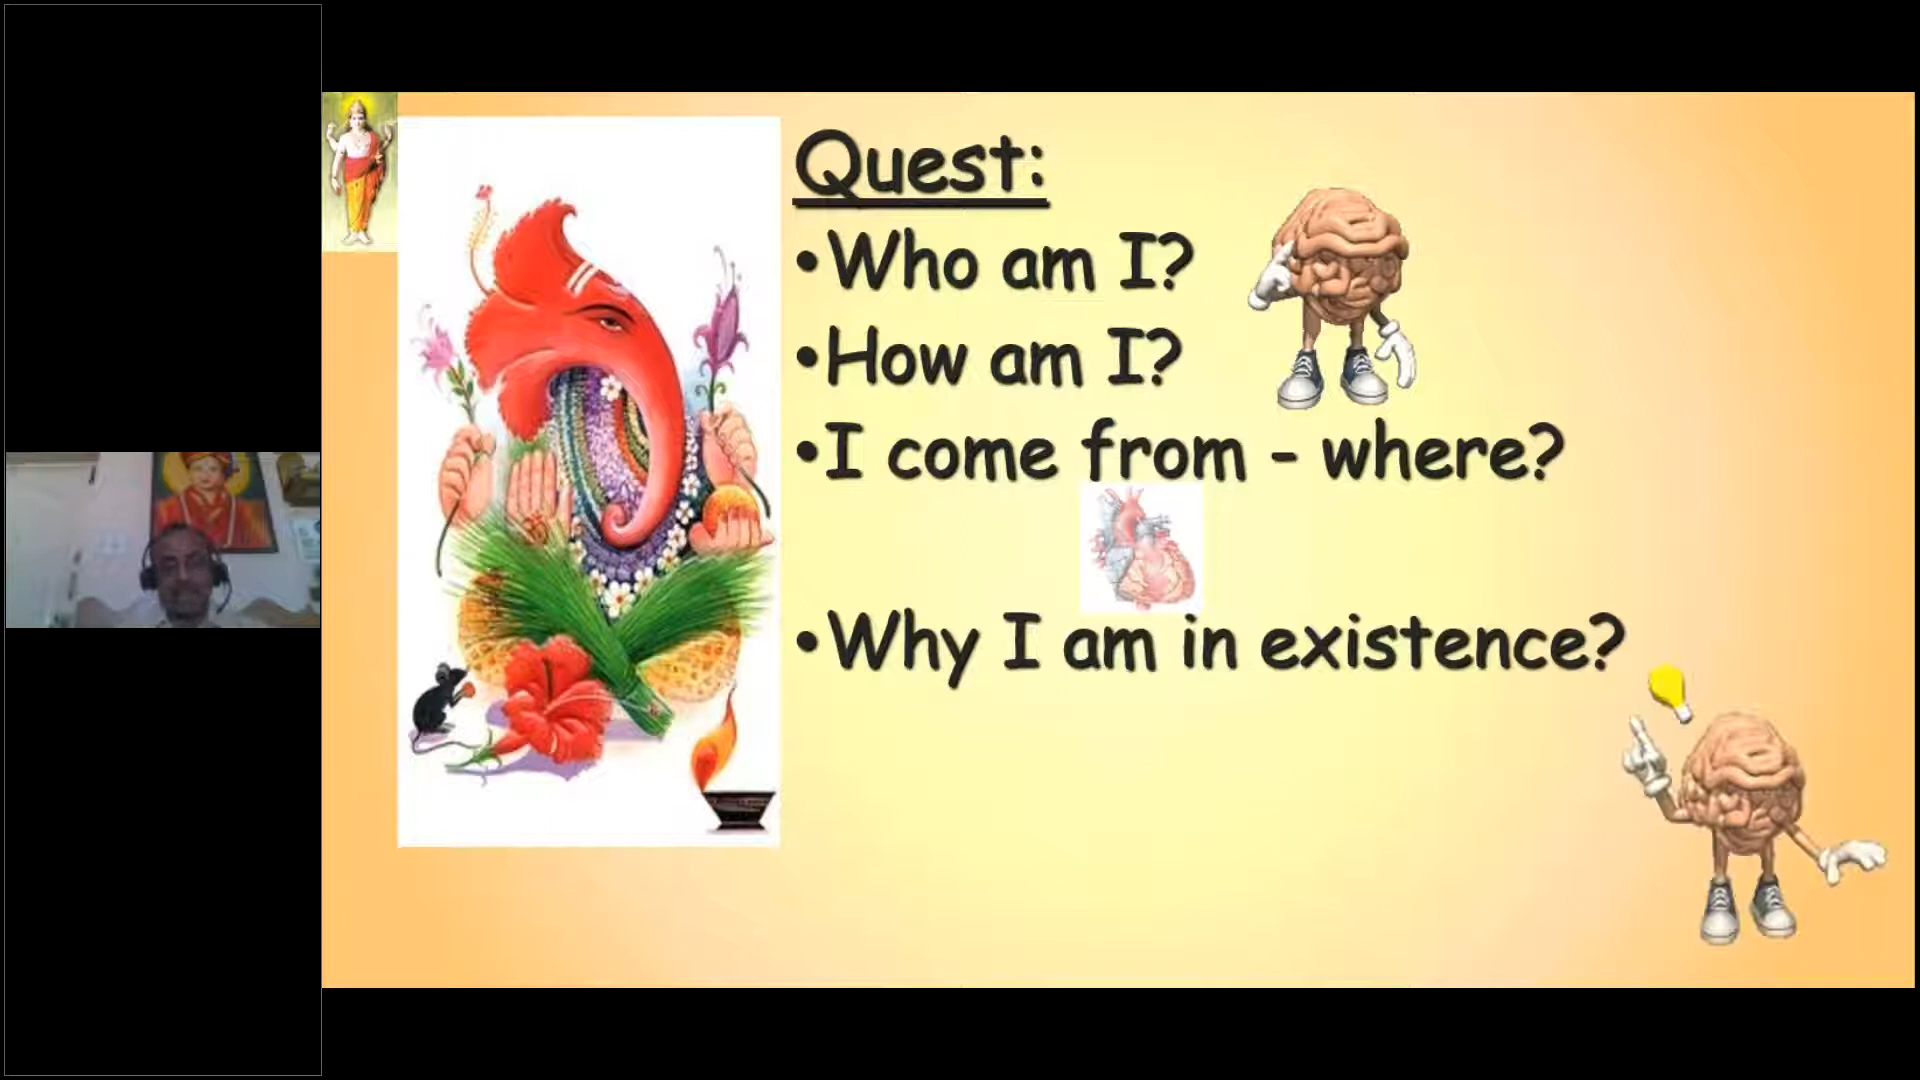 Quest:
•Who am I?
•How am I?
•I come from - where?
•Why I am in existence?